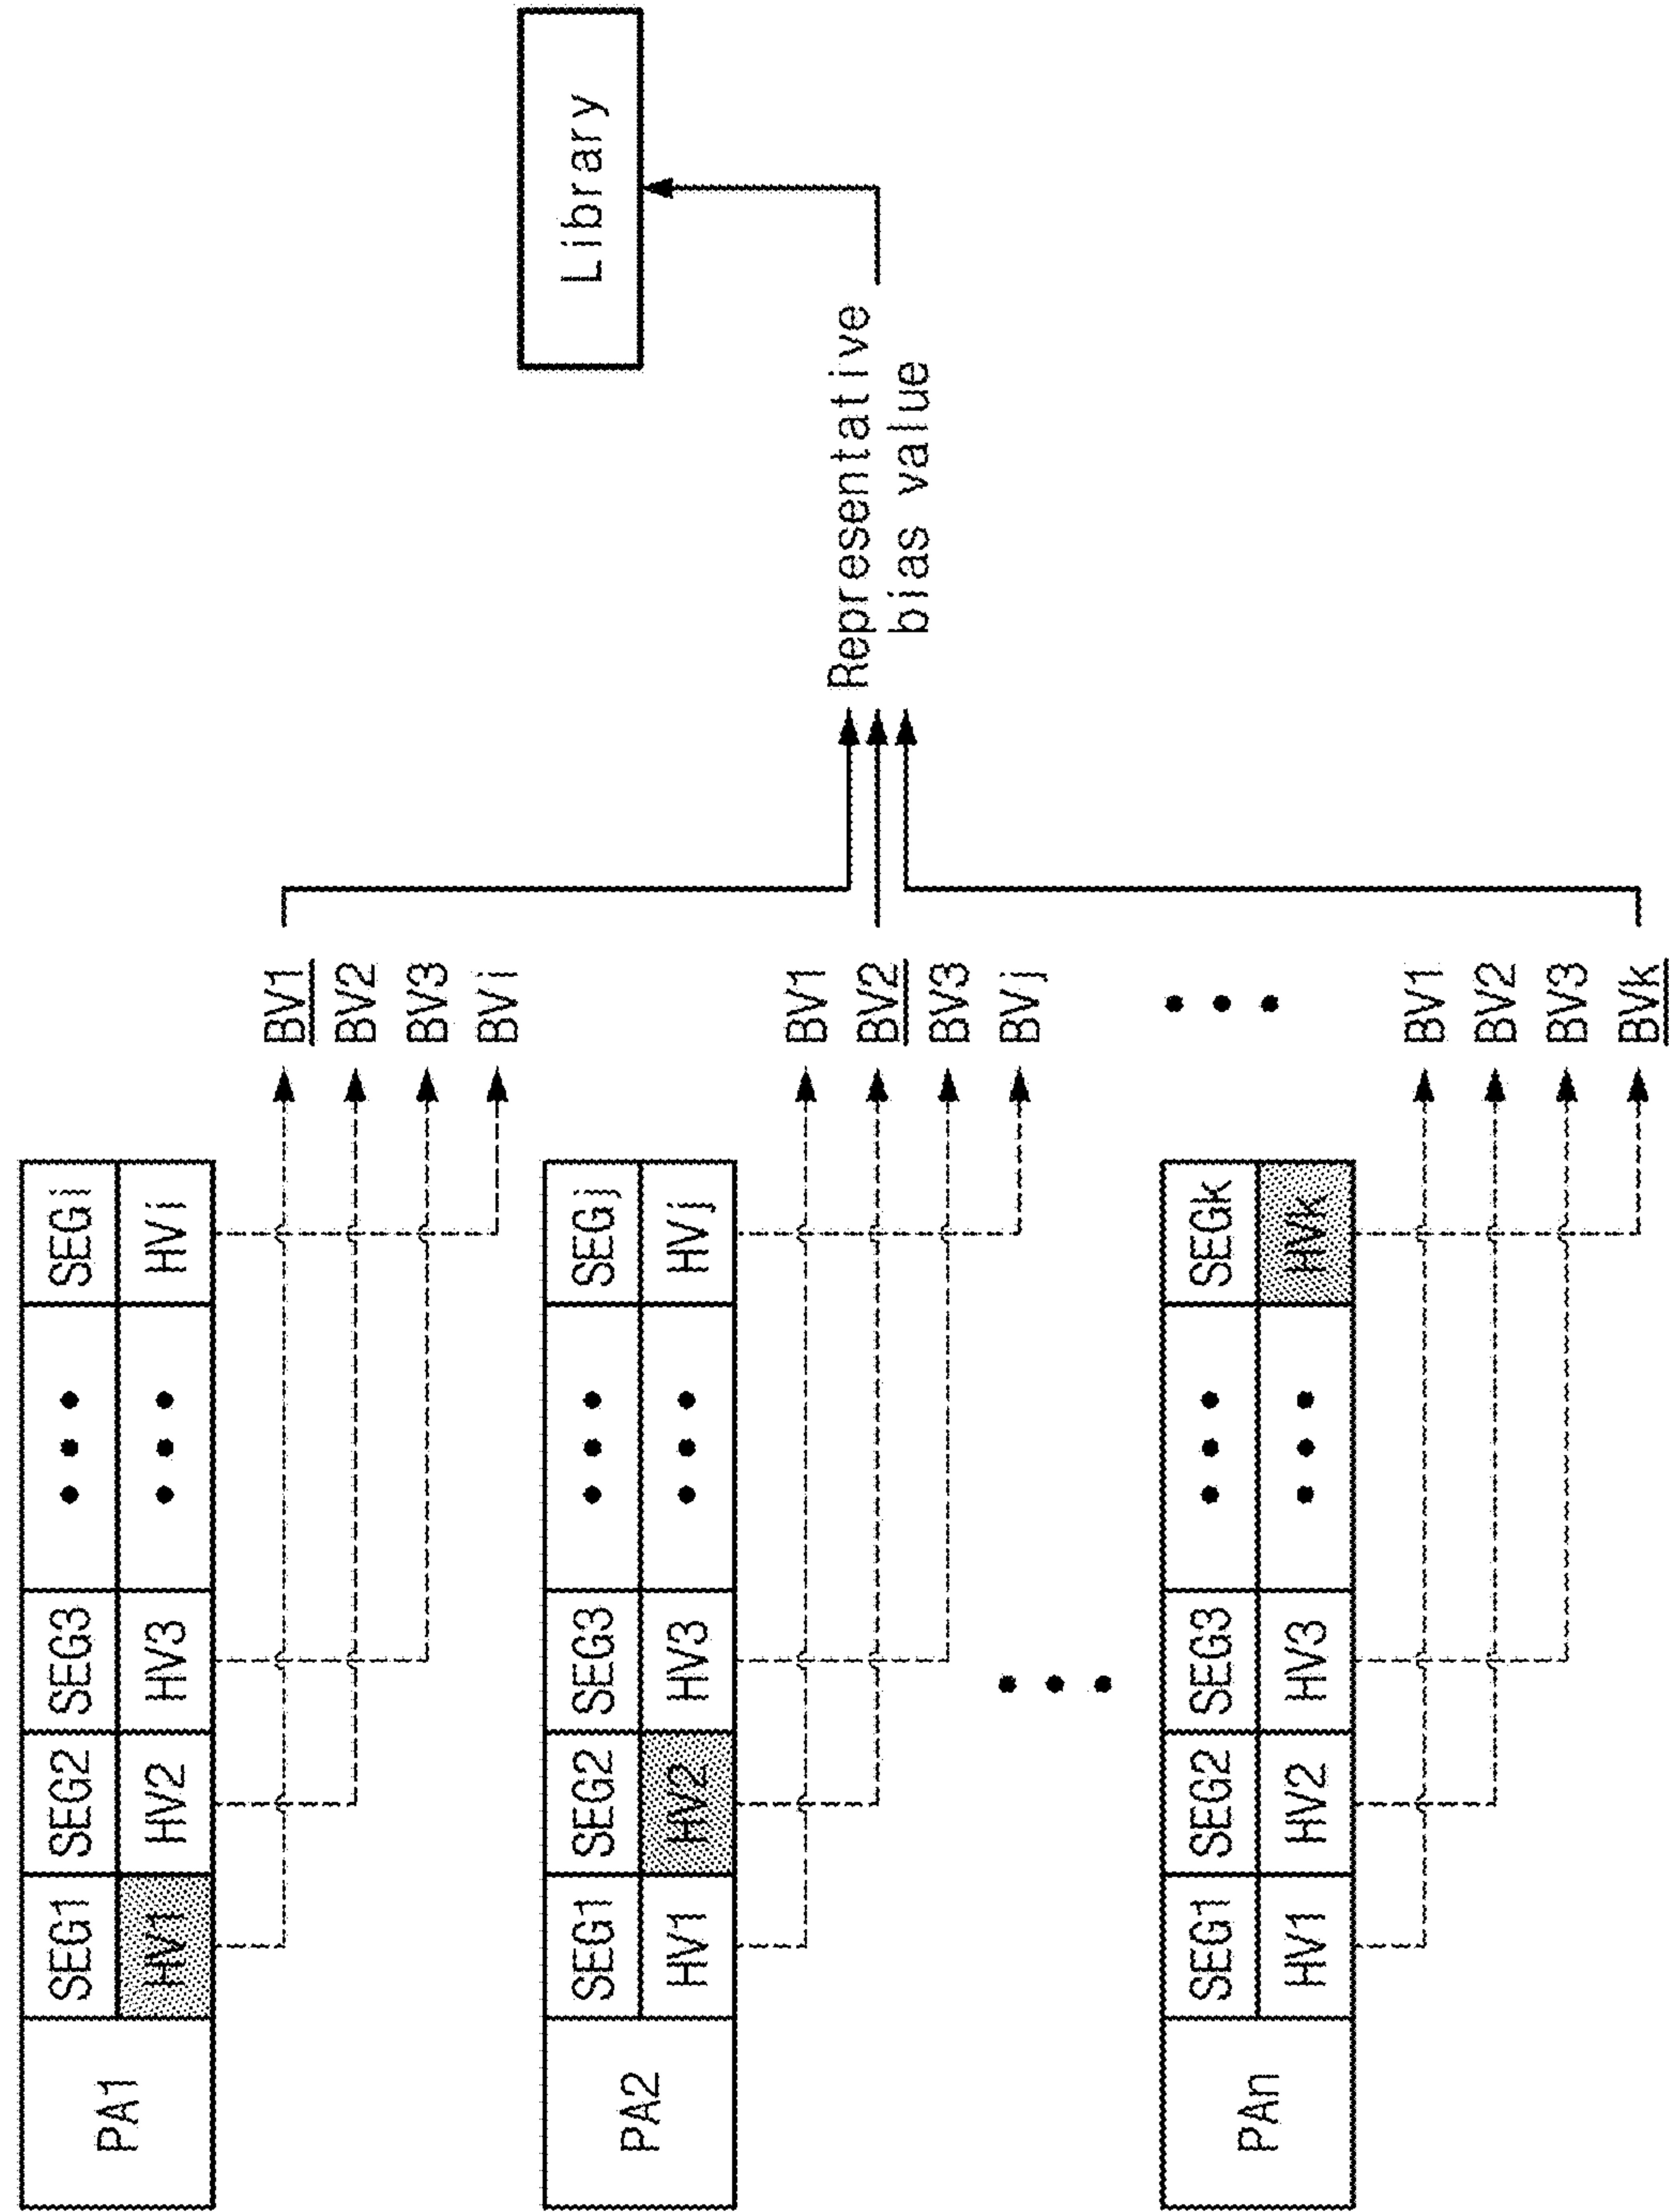 PA1 SEG1 SEG2 SEG3 ••• SEGi
HV1 HV2 HV3 ••• HVi
BV1
BV2
BV3
BVi
PA2 SEG1 SEG2 SEG3 ••• SEGj
HV1 HV2 HV3 ••• HVj
BV1
BV2
BV3
BVj
•••
•••
PAn SEG1 SEG2 SEG3 ••• SEGk
HV1 HV2 HV3 ••• HVk
BV1
BV2
BV3
BVk
Representative
bias value
Library